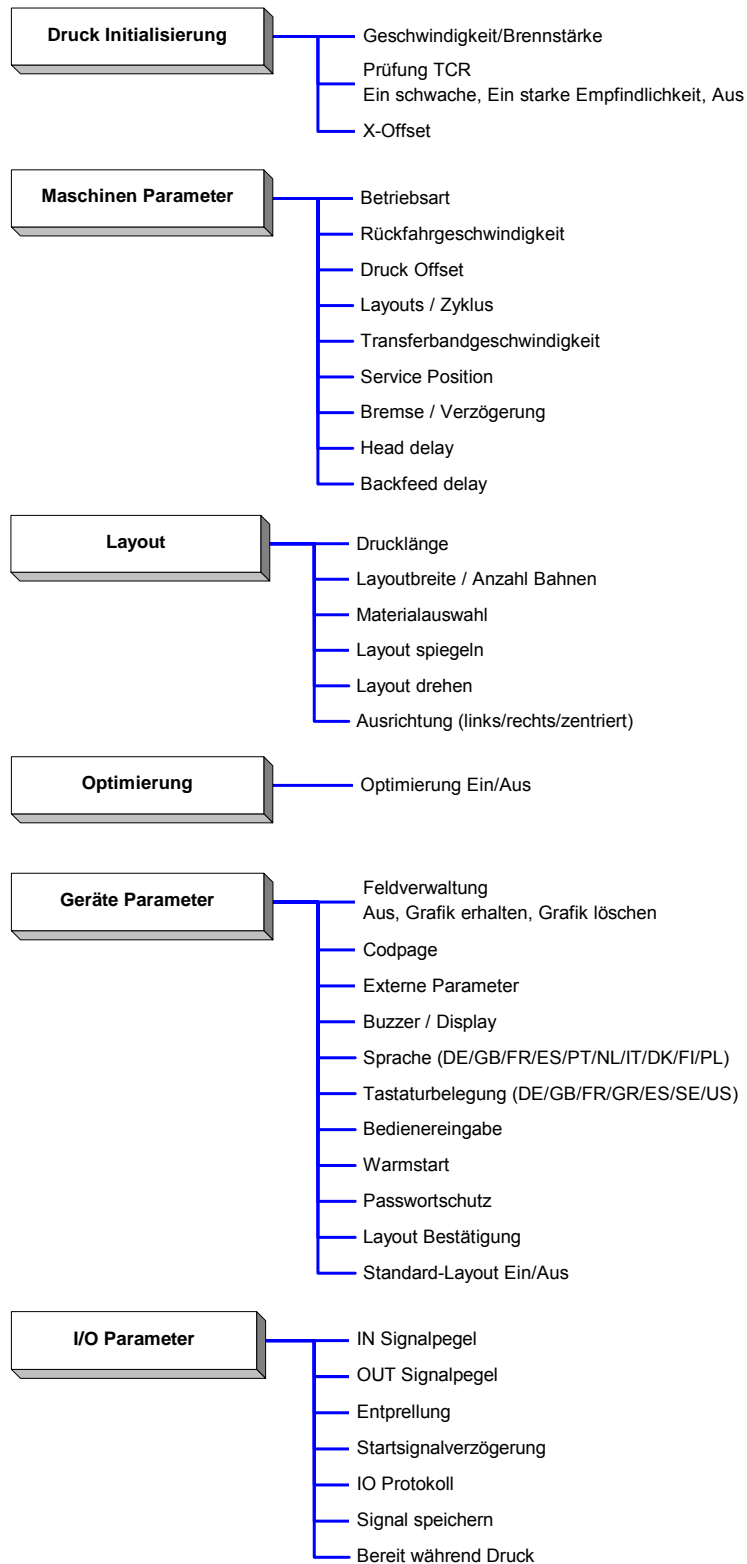 Druck Initialisierung
Geschwindigkeit/Brennstärke
Prüfung TCR
Ein schwache, Ein starke Empfindlichkeit, Aus
X-Offset
Maschinen Parameter
Betriebsart
Rückfahrgeschwindigkeit
Druck Offset
Layouts / Zyklus
Transferbandgeschwindigkeit
Service Position
Bremse / Verzögerung
Head delay
Backfeed delay
Layout
Drucklänge
Layoutbreite / Anzahl Bahnen
Materialauswahl
Layout spiegeln
Layout drehen
Ausrichtung (links/rechts/zentriert)
Optimierung
Optimierung Ein/Aus
Geräte Parameter
Feldverwaltung
Aus, Grafik erhalten, Grafik löschen
Codpage
Externe Parameter
Buzzer / Display
Sprache (DE/GB/FR/ES/PT/NL/IT/DK/FI/PL)
Tastaturbelegung (DE/GB/FR/GR/ES/SE/US)
Bedienereingabe
Warmstart
Passwortschutz
Layout Bestätigung
Standard-Layout Ein/Aus
I/O Parameter
IN Signalpegel
OUT Signalpegel
Entprellung
Startsignalverzögerung
IO Protokoll
Signal speichern
Bereit während Druck